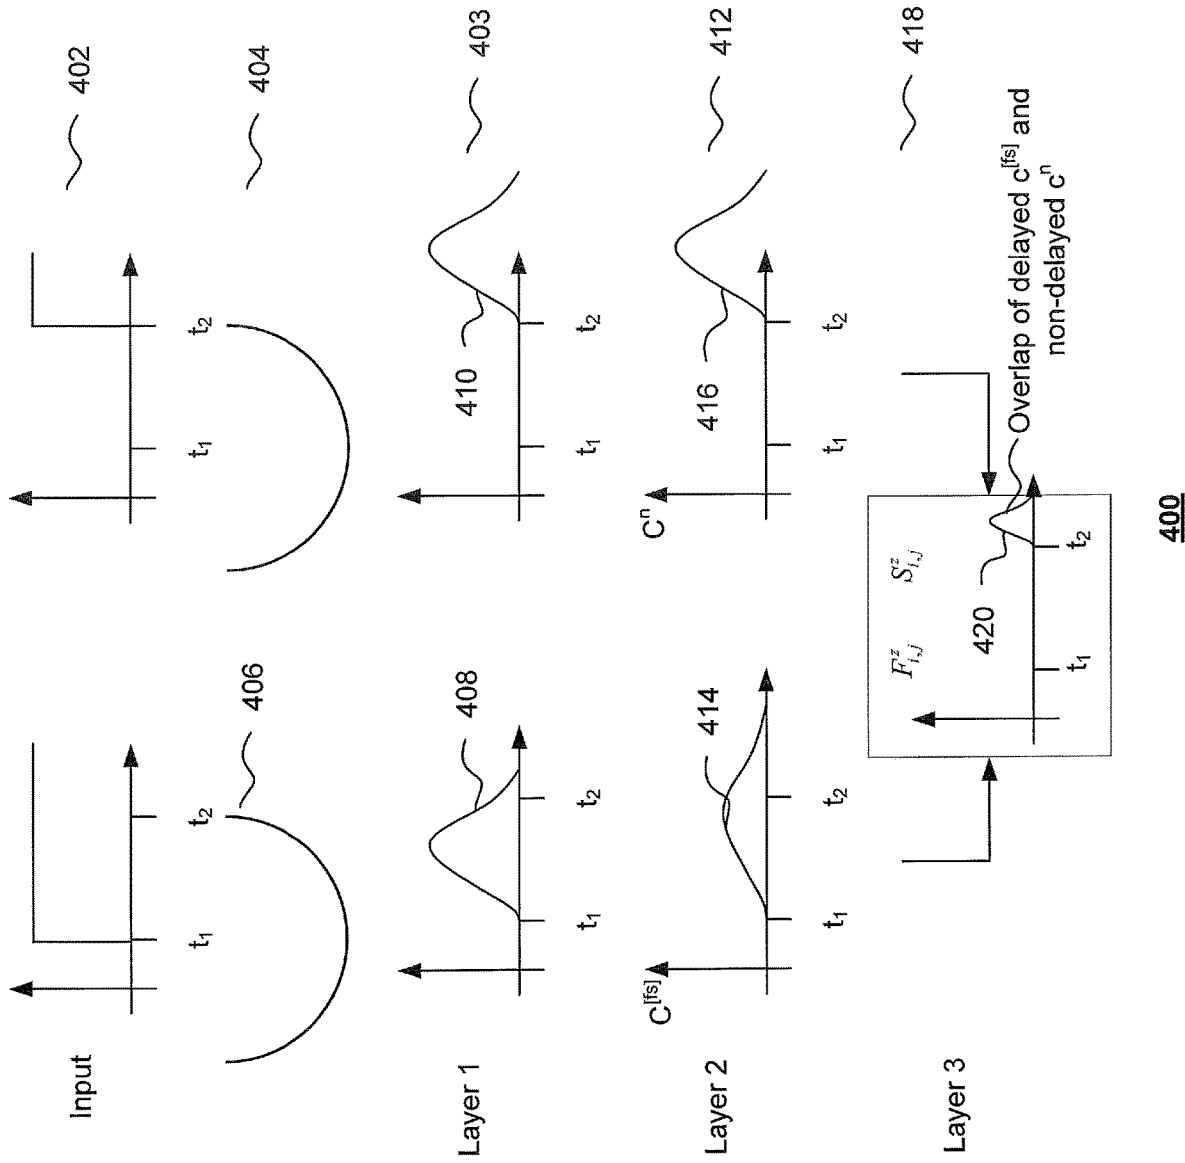 Input
402
t₁
t₂
t₁
t₂
406
404
Layer 1
408
410
403
t₁
t₂
t₁
t₂
Layer 2
C[fs]
414
Cⁿ
416
412
t₁
t₂
t₁
t₂
Layer 3
418
Fᶻi,j
Sᶻi,j
420
t₁
t₂
Overlap of delayed c[fs] and
non-delayed cⁿ
400